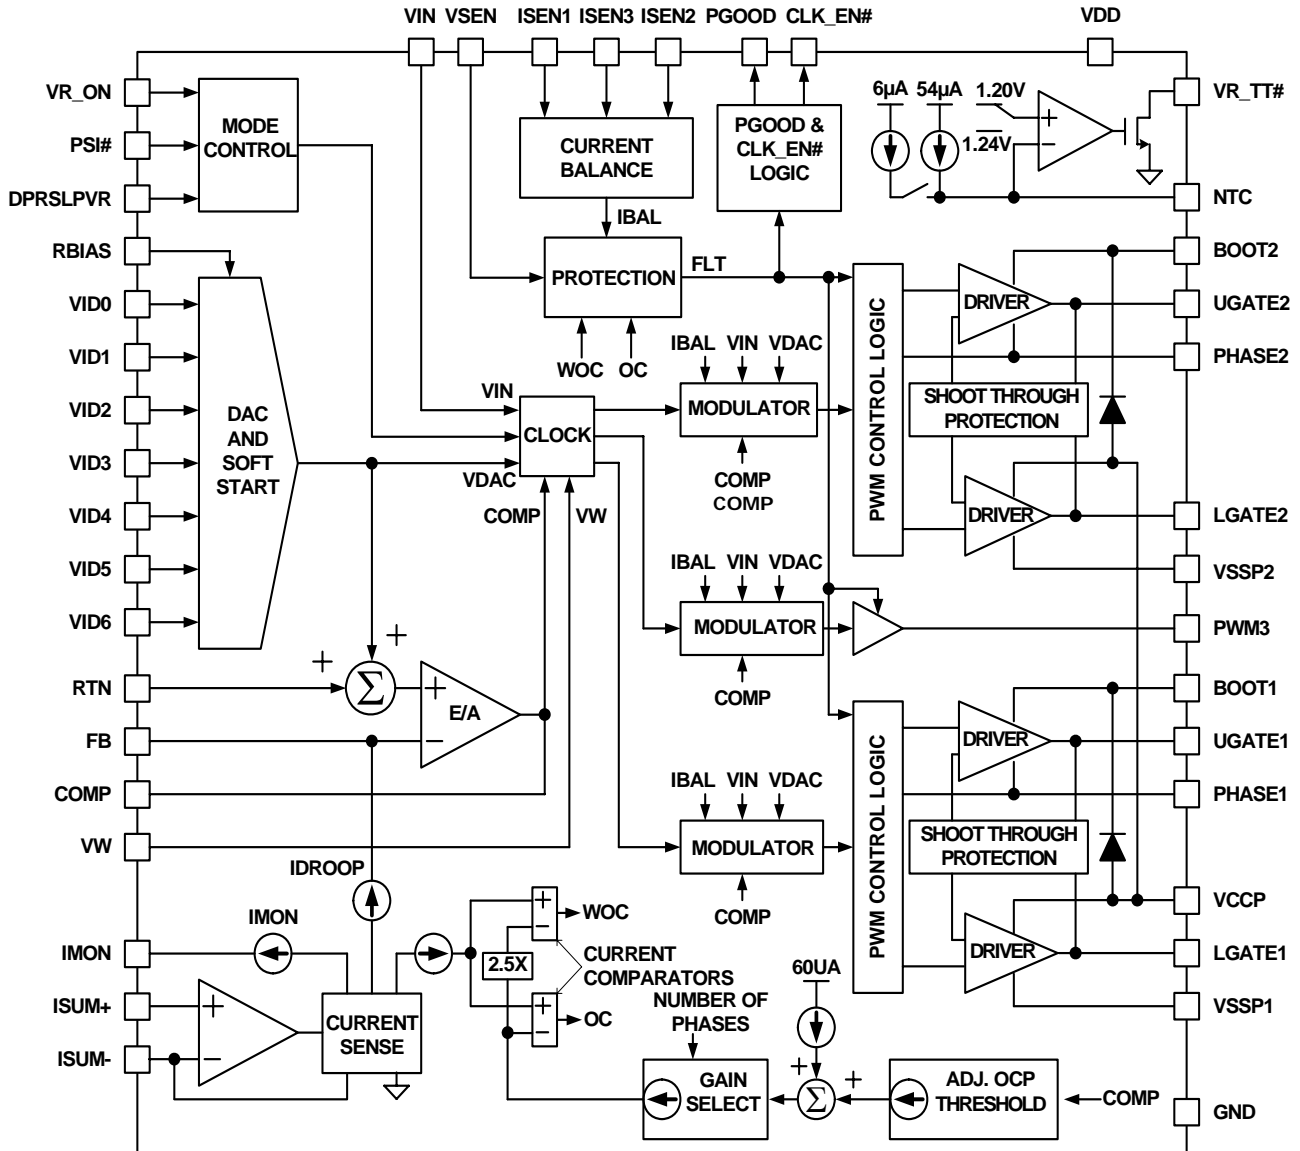 VIN VSEN ISEN1 ISEN3 ISEN2 PGOOD CLK_EN# VDD
VR_ON
PSI#
DPRSLPVR
RBIAS
VID0
VID1
VID2
VID3
VID4
VID5
VID6
RTN
FB
COMP
VW
IMON
ISUM+
ISUM-
MODE
CONTROL
DAC
AND
SOFT
START
CURRENT
BALANCE
IBAL
PROTECTION
FLT
WOC OC
PGOOD &
CLK_EN#
LOGIC
6µA 54µA 1.20V
1.24V
+
−
VR_TT#
NTC
BOOT2
UGATE2
PHASE2
LGATE2
VSSP2
PWM3
BOOT1
UGATE1
PHASE1
VCCP
LGATE1
VSSP1
GND
VIN
CLOCK
VDAC
COMP
VW
IBAL VIN VDAC
MODULATOR
COMP
COMP
IBAL VIN VDAC
MODULATOR
COMP
IBAL VIN VDAC
MODULATOR
COMP
PWM CONTROL LOGIC
DRIVER
SHOOT THROUGH
PROTECTION
DRIVER
PWM CONTROL LOGIC
DRIVER
SHOOT THROUGH
PROTECTION
DRIVER
+ +
Σ
+
−
E/A
IDROOP
IMON
+
−
CURRENT
SENSE
2.5X
+
−
WOC
CURRENT
COMPARATORS
+
−
OC
NUMBER OF
PHASES
GAIN
SELECT
60UA
+ +
Σ
ADJ. OCP
THRESHOLD
COMP